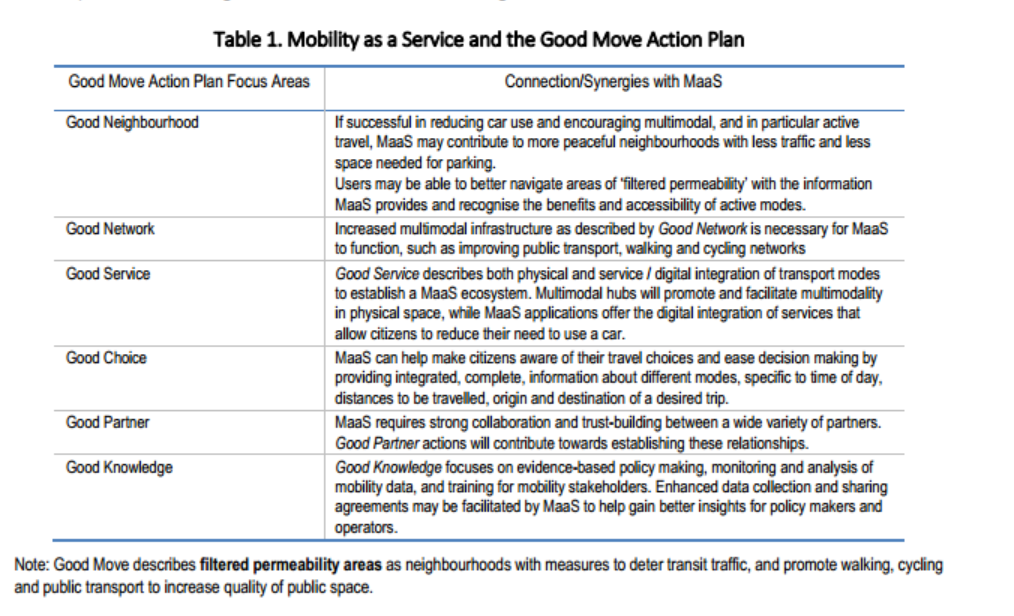 Table 1. Mobility as a Service and the Good Move Action Plan
Good Move Action Plan Focus Areas
Connection/Synergies with MaaS
Good Neighbourhood
If successful in reducing car use and encouraging multimodal, and in particular active
travel, MaaS may contribute to more peaceful neighbourhoods with less traffic and less
space needed for parking.
Users may be able to better navigate areas of 'filtered permeability' with the information
MaaS provides and recognise the benefits and accessibility of active modes.
Good Network
Increased multimodal infrastructure as described by Good Network is necessary for MaaS
to function, such as improving public transport, walking and cycling networks
Good Service
Good Service describes both physical and service / digital integration of transport modes
to establish a MaaS ecosystem. Multimodal hubs will promote and facilitate multimodality
in physical space, while MaaS applications offer the digital integration of services that
allow citizens to reduce their need to use a car.
Good Choice
MaaS can help make citizens aware of their travel choices and ease decision making by
providing integrated, complete, information about different modes, specific to time of day,
distances to be travelled, origin and destination of a desired trip.
Good Partner
MaaS requires strong collaboration and trust-building between a wide variety of partners.
Good Partner actions will contribute towards establishing these relationships.
Good Knowledge
Good Knowledge focuses on evidence-based policy making, monitoring and analysis of
mobility data, and training for mobility stakeholders. Enhanced data collection and sharing
agreements may be facilitated by MaaS to help gain better insights for policy makers and
operators.
Note: Good Move describes filtered permeability areas as neighbourhoods with measures to deter transit traffic, and promote walking, cycling
and public transport to increase quality of public space.